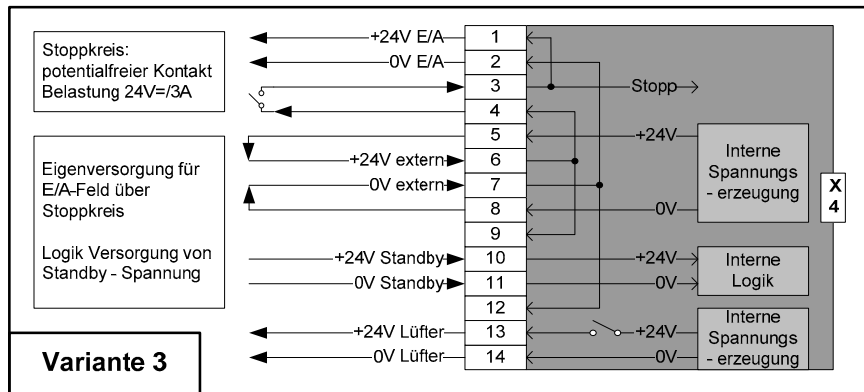 Stoppkreis:
potentialfreier Kontakt
Belastung 24V=/3A
Eigenversorgung für
E/A-Feld über
Stoppkreis
Logik Versorgung von
Standby - Spannung
Variante 3
+24V E/A
0V E/A
+24V extern
0V extern
+24V Standby
0V Standby
+24V Lüfter
0V Lüfter
1
2
3
4
5
6
7
8
9
10
11
12
13
14
Stopp
+24V
0V
+24V
0V
+24V
0V
Interne
Spannungs
- erzeugung
Interne
Logik
Interne
Spannungs
- erzeugung
X
4